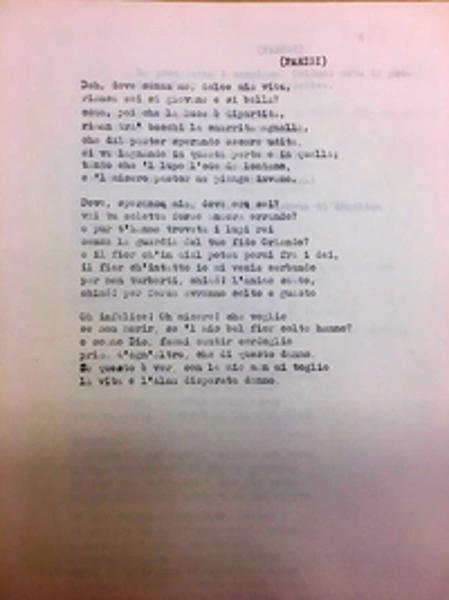 (PARISI)
Deh, dove senza me, dolce mia vita,
rimasa sei si giovane e si bella?
come, poi che la luce è dipartita,
riman tra' boschi la smarrita agnella,
che dal pastor sperando essere udita,
si va lagnando in questa parte e in quella;
tanto che 'l lupo l'ode da lontano,
e 'l misero pastor ne piange invano.
Dove, speranza mia, dove ora sei?
vai tu soletta forse ancora errando?
o pur t'hanno trovata i lupi rei
senza la guardia del tuo fido Orlando?
e il fior ch'in ciel potea pormi fra i dei,
il fior ch'intatto io mi venia serbando
per non turbarti, ohimè! l'animo casto,
ohimè! per forza avranno colto e guasto
Oh infelice! Oh misero! che voglio
se non morir, se 'l mio bel fior colto hanno?
o sommo Dio, fammi sentir cordoglio
prima d'ogn'altro, che di questo danno.
Se questo è ver, con le mie man mi toglio
la vita e l'alma disperata danno.